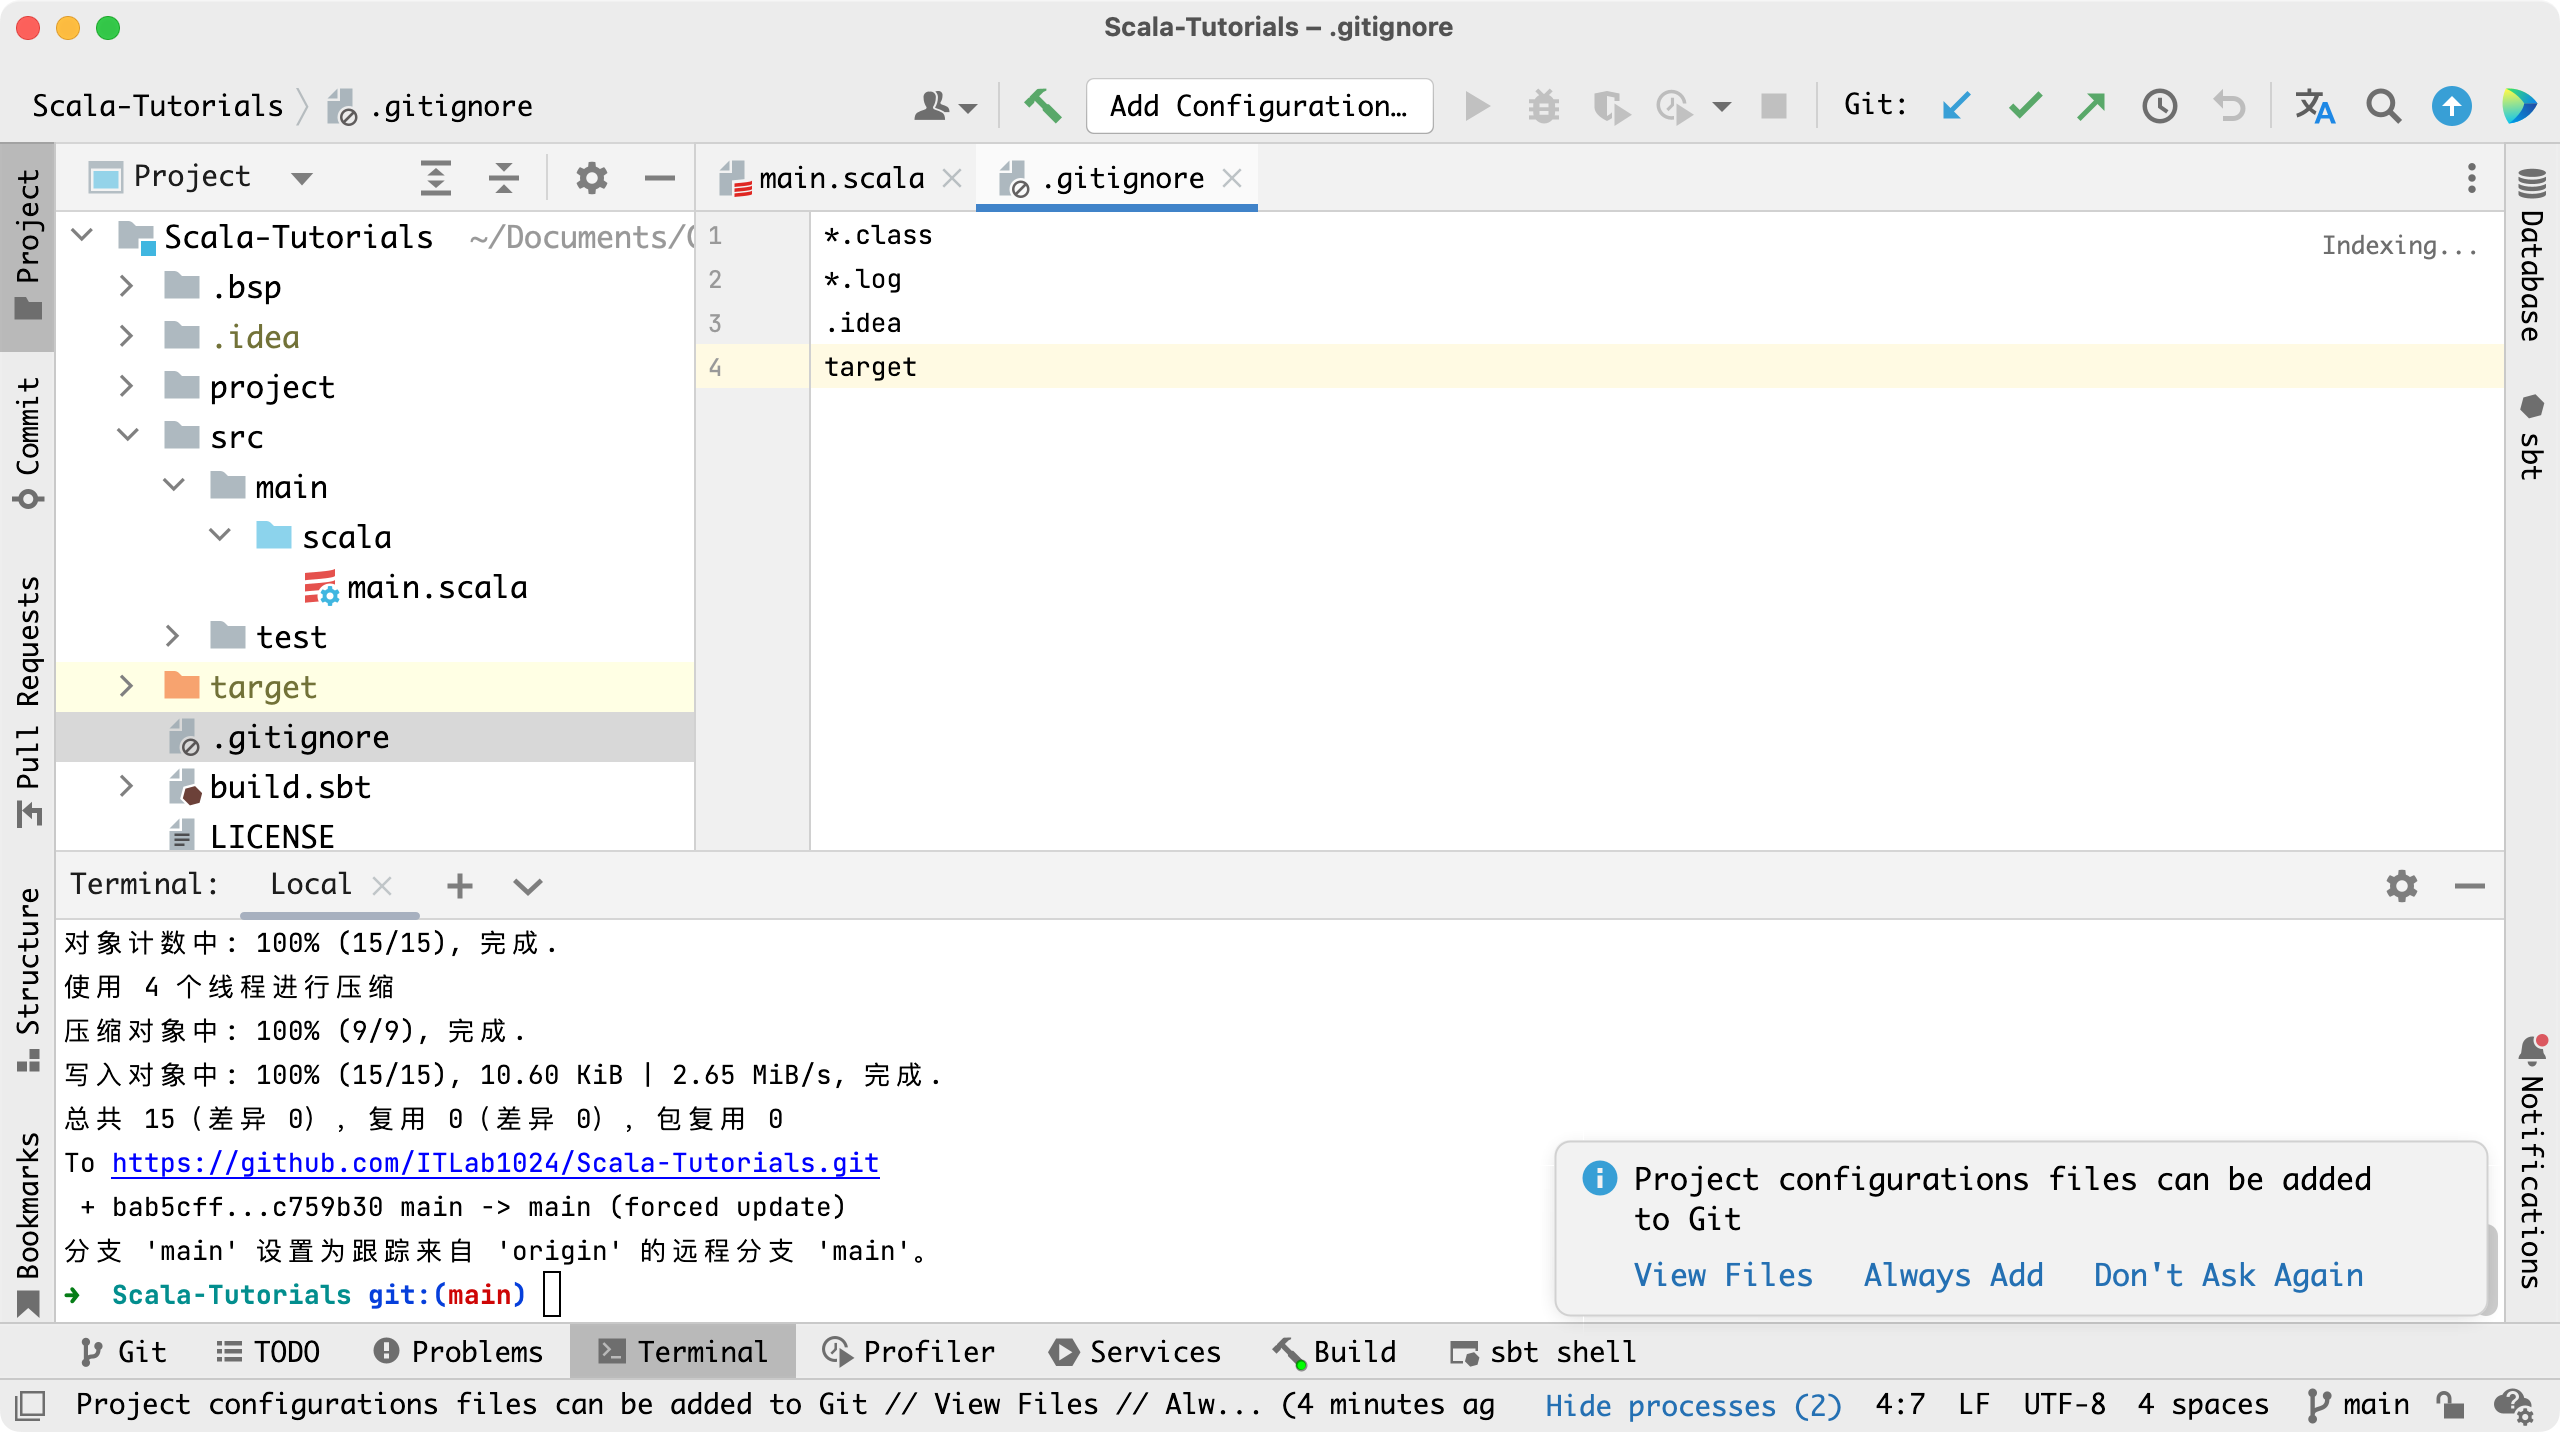 Scala-Tutorials – .gitignore
Scala-Tutorials
.gitignore
Add Configuration...
Git:
Project
main.scala
.gitignore
Scala-Tutorials ~/Documents/
.bsp
.idea
project
src
main
scala
main.scala
test
target
.gitignore
build.sbt
LICENSE
1 *.class
2 *.log
3 .idea
4 target
Indexing...
Project
Commit
Pull Requests
Structure
Bookmarks
Database
sbt
Notifications
Terminal: Local
对象计数中: 100% (15/15), 完成.
使用 4 个线程进行压缩
压缩对象中: 100% (9/9), 完成.
写入对象中: 100% (15/15), 10.60 KiB | 2.65 MiB/s, 完成.
总共 15（差异 0），复用 0（差异 0），包复用 0
To https://github.com/ITLab1024/Scala-Tutorials.git
+ bab5cff...c759b30 main -> main (forced update)
分支 'main' 设置为跟踪来自 'origin' 的远程分支 'main'。
➜ Scala-Tutorials git:(main)
Project configurations files can be added
to Git
View Files Always Add Don't Ask Again
Git TODO Problems Terminal Profiler Services Build sbt shell
Project configurations files can be added to Git // View Files // Alw... (4 minutes ag Hide processes (2) 4:7 LF UTF-8 4 spaces main